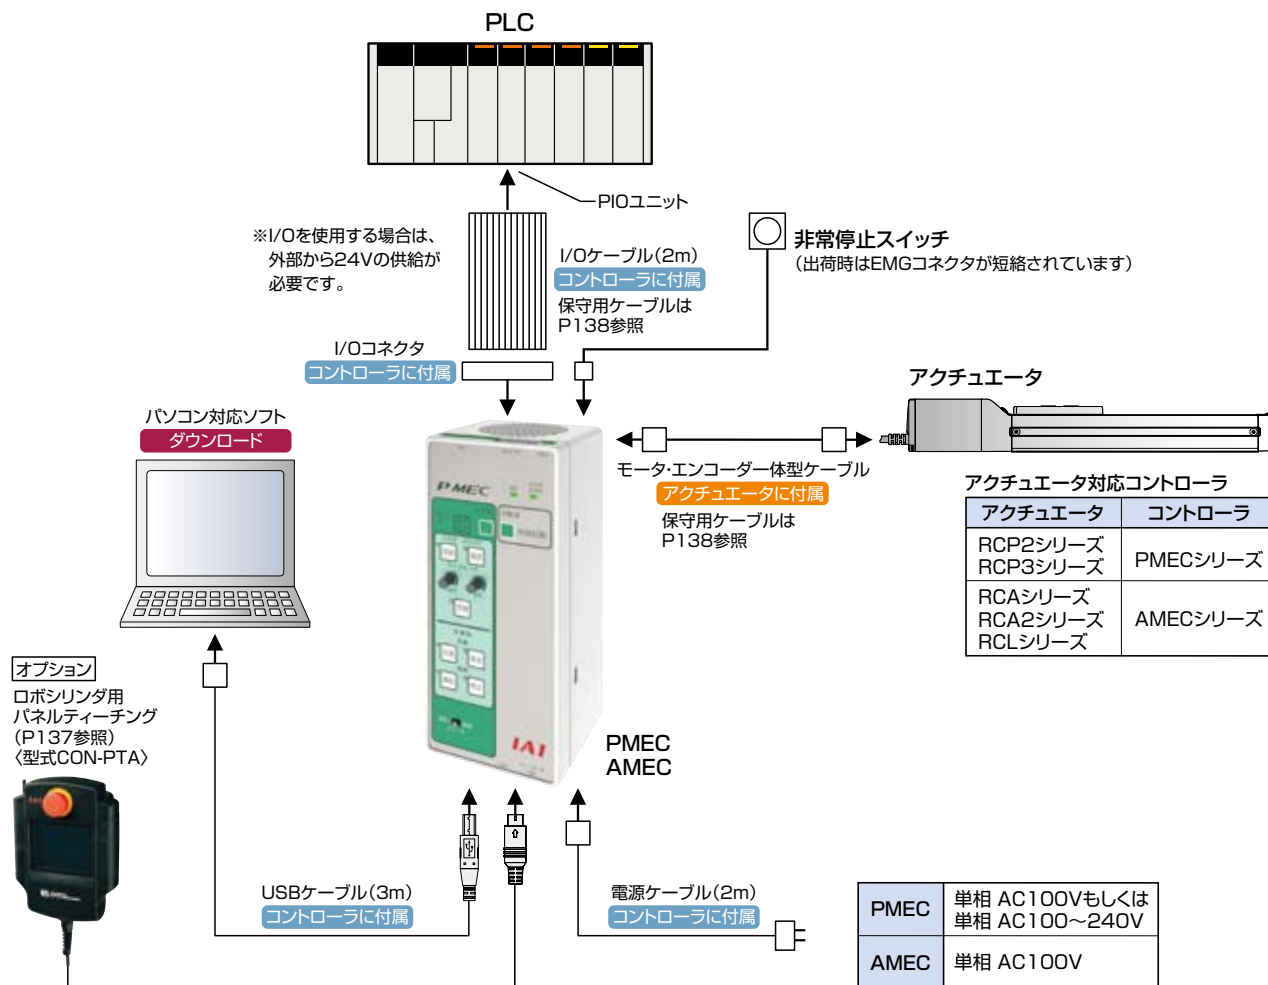 PLC
PIOユニット
※I/Oを使用する場合は、
外部から24Vの供給が
必要です。
I/Oケーブル(2m)
コントローラに付属
保守用ケーブルは
P138参照
非常停止スイッチ
(出荷時はEMGコネクタが短絡されています)
I/Oコネクタ
コントローラに付属
アクチュエータ
パソコン対応ソフト
ダウンロード
モータ・エンコーダ一体型ケーブル
アクチュエータに付属
保守用ケーブルは
P138参照
アクチュエータ対応コントローラ
アクチュエータ コントローラ
RCP2シリーズ
RCP3シリーズ
PMECシリーズ
RCAシリーズ
RCA2シリーズ
RCLシリーズ
AMECシリーズ
PMEC
IAI
オプション
ロボシリンダ用
パネルティーチング
(P137参照)
〈型式CON-PTA〉
PMEC
AMEC
USBケーブル(3m)
コントローラに付属
電源ケーブル(2m)
コントローラに付属
PMEC
単相 AC100Vもしくは
単相 AC100～240V
AMEC
単相 AC100V